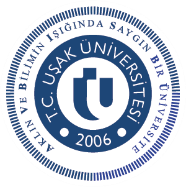 AKLIN VE BİLİMİN IŞIĞINDA SAYGIN BİR ÜNİVERSİTE
T.C. UŞAK ÜNİVERSİTESİ
2006